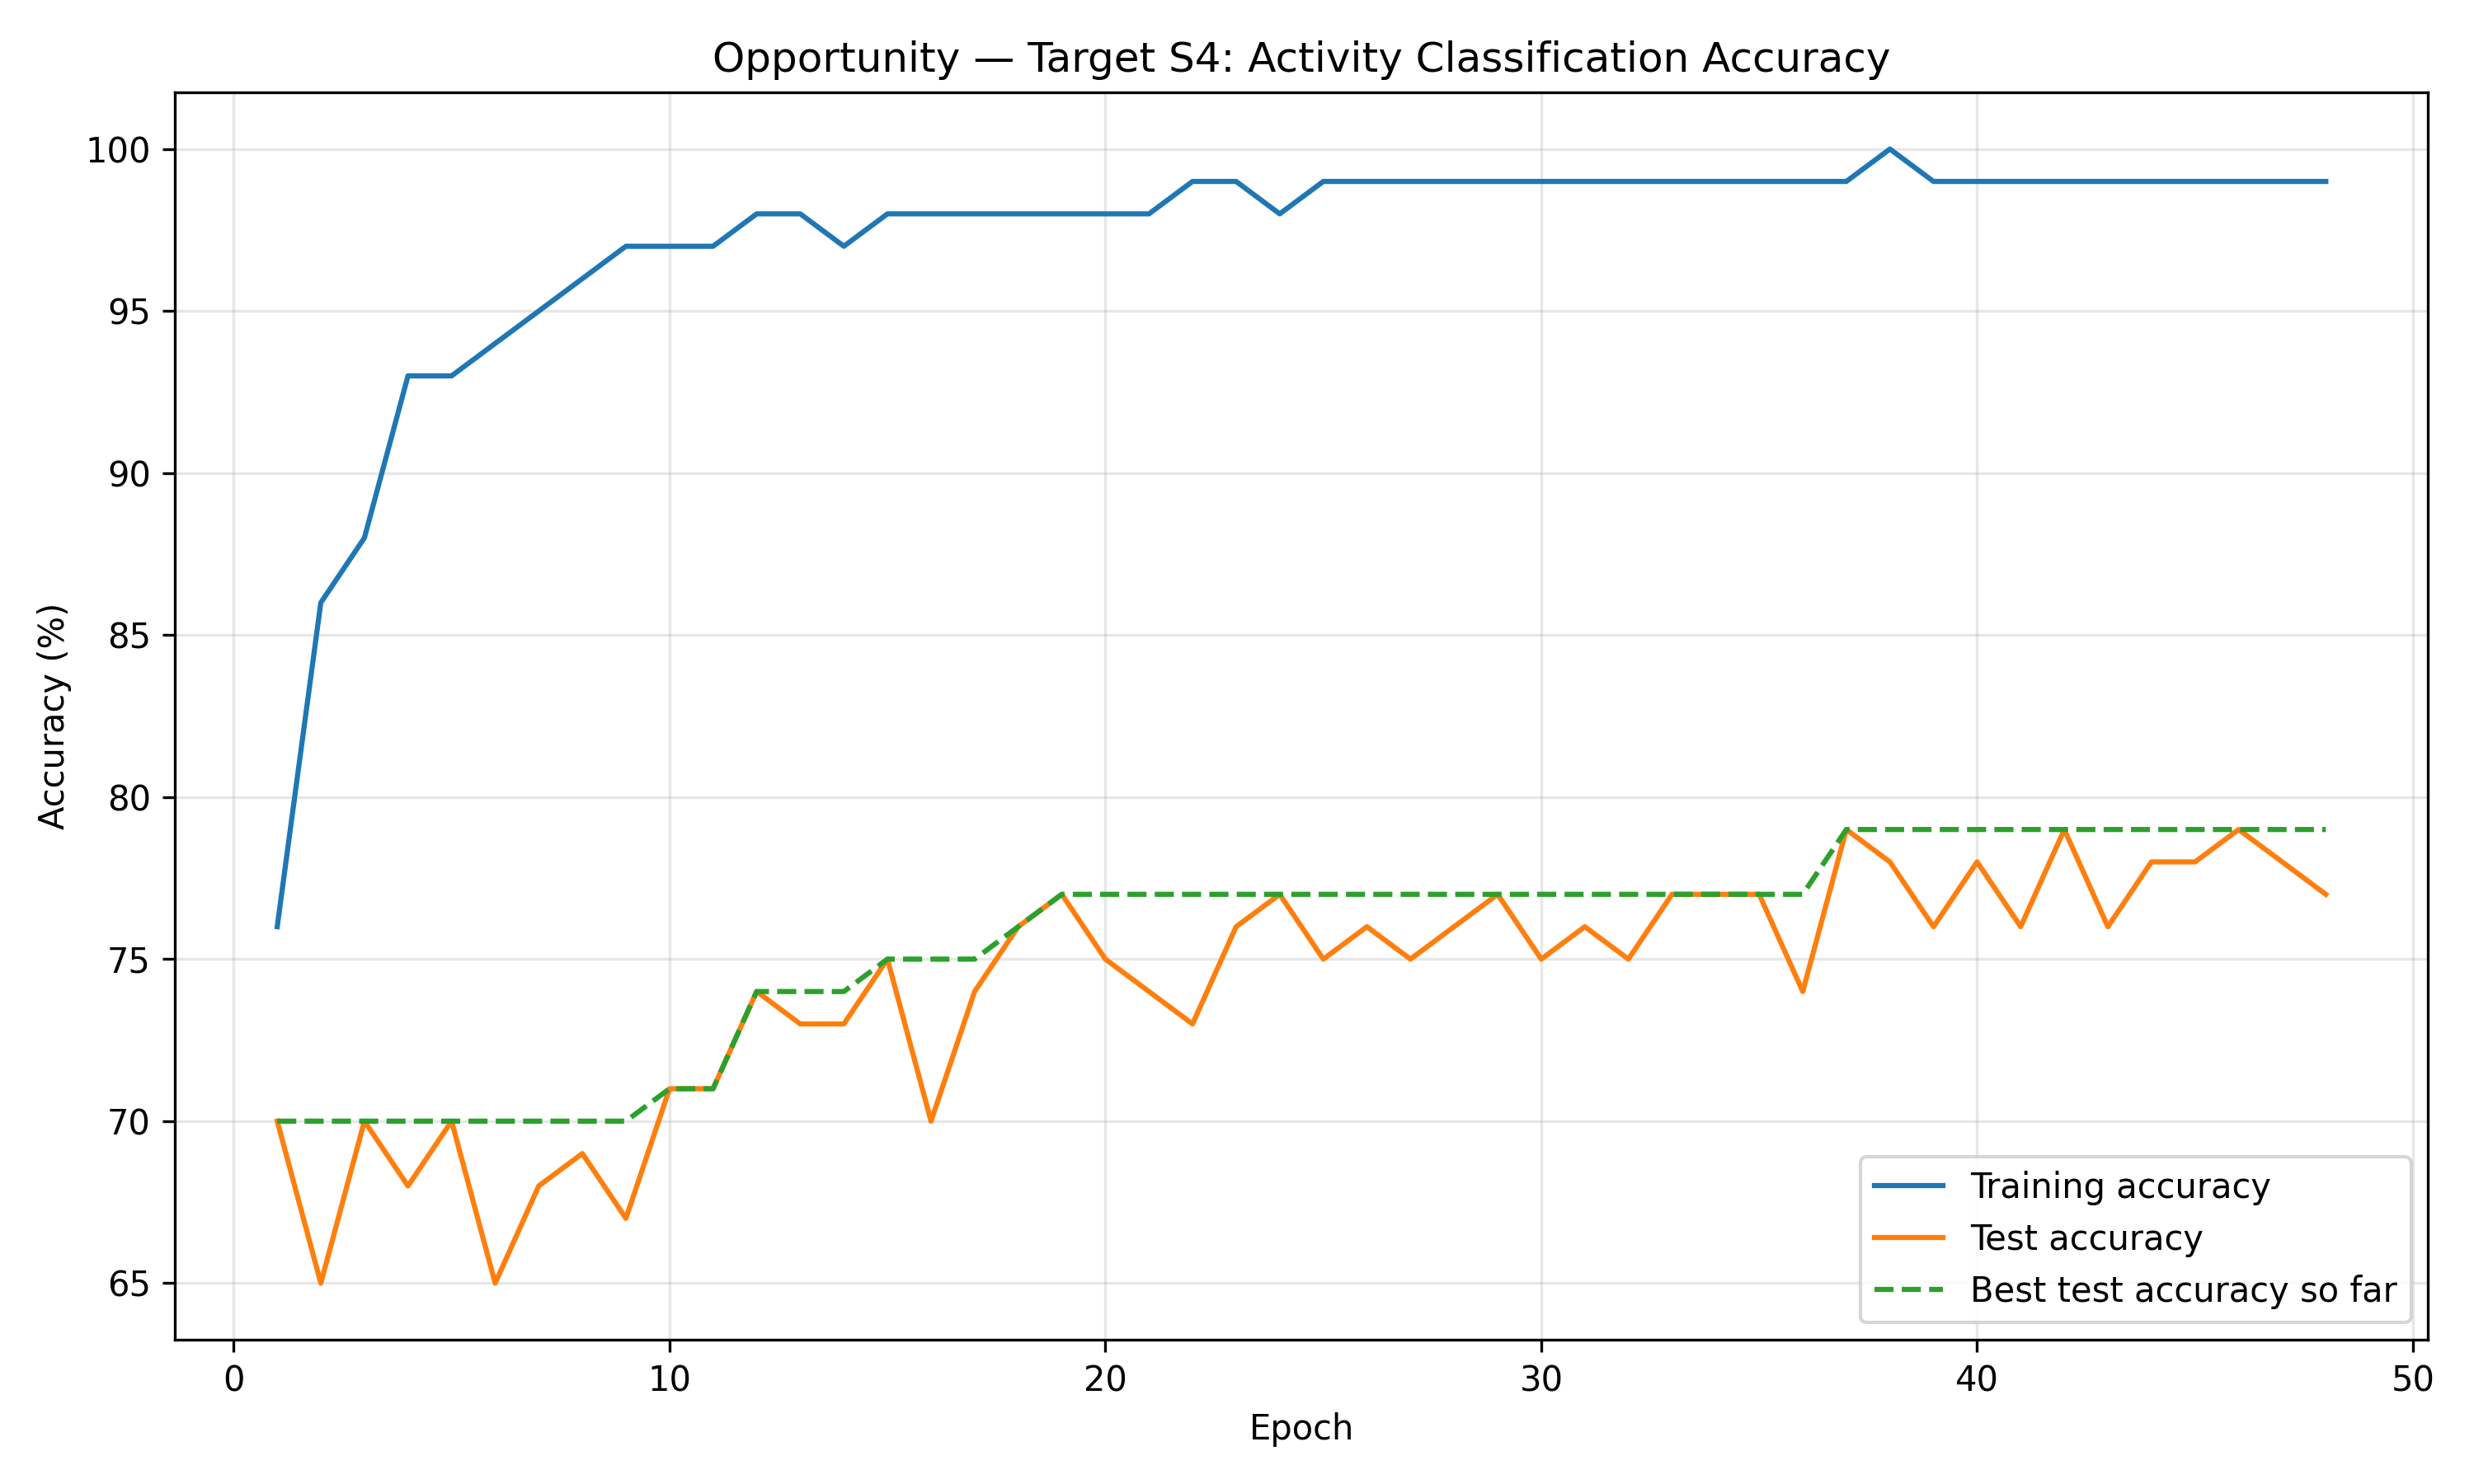 Opportunity — Target S4: Activity Classification Accuracy
Accuracy (%)
100
95
90
85
80
75
70
65
0 10 20 30 40 50
Epoch
Training accuracy
Test accuracy
Best test accuracy so far